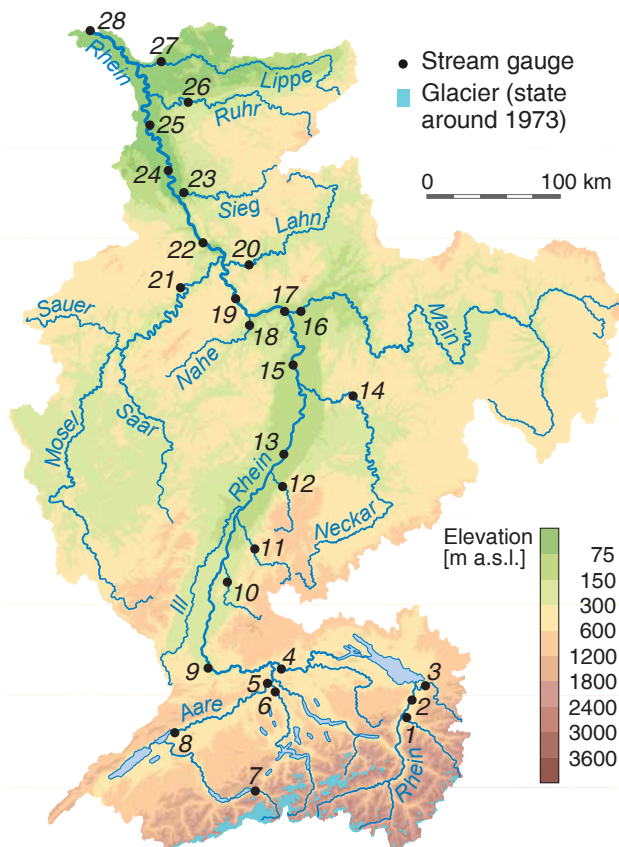 28
Rhein
27
Lippe
26
Ruhr
25
24
23
Sieg
Lahn
22
20
21
Sauer
19
17
16
18
Main
Nahe
15
14
Mosel
Saar
13
Rhein
12
Neckar
11
10
Ill
9
4
5
3
6
2
Aare
1
8
7
Rhein
Stream gauge
Glacier (state
around 1973)
0 100 km
Elevation
[m a.s.l.]
75
150
300
600
1200
1800
2400
3000
3600